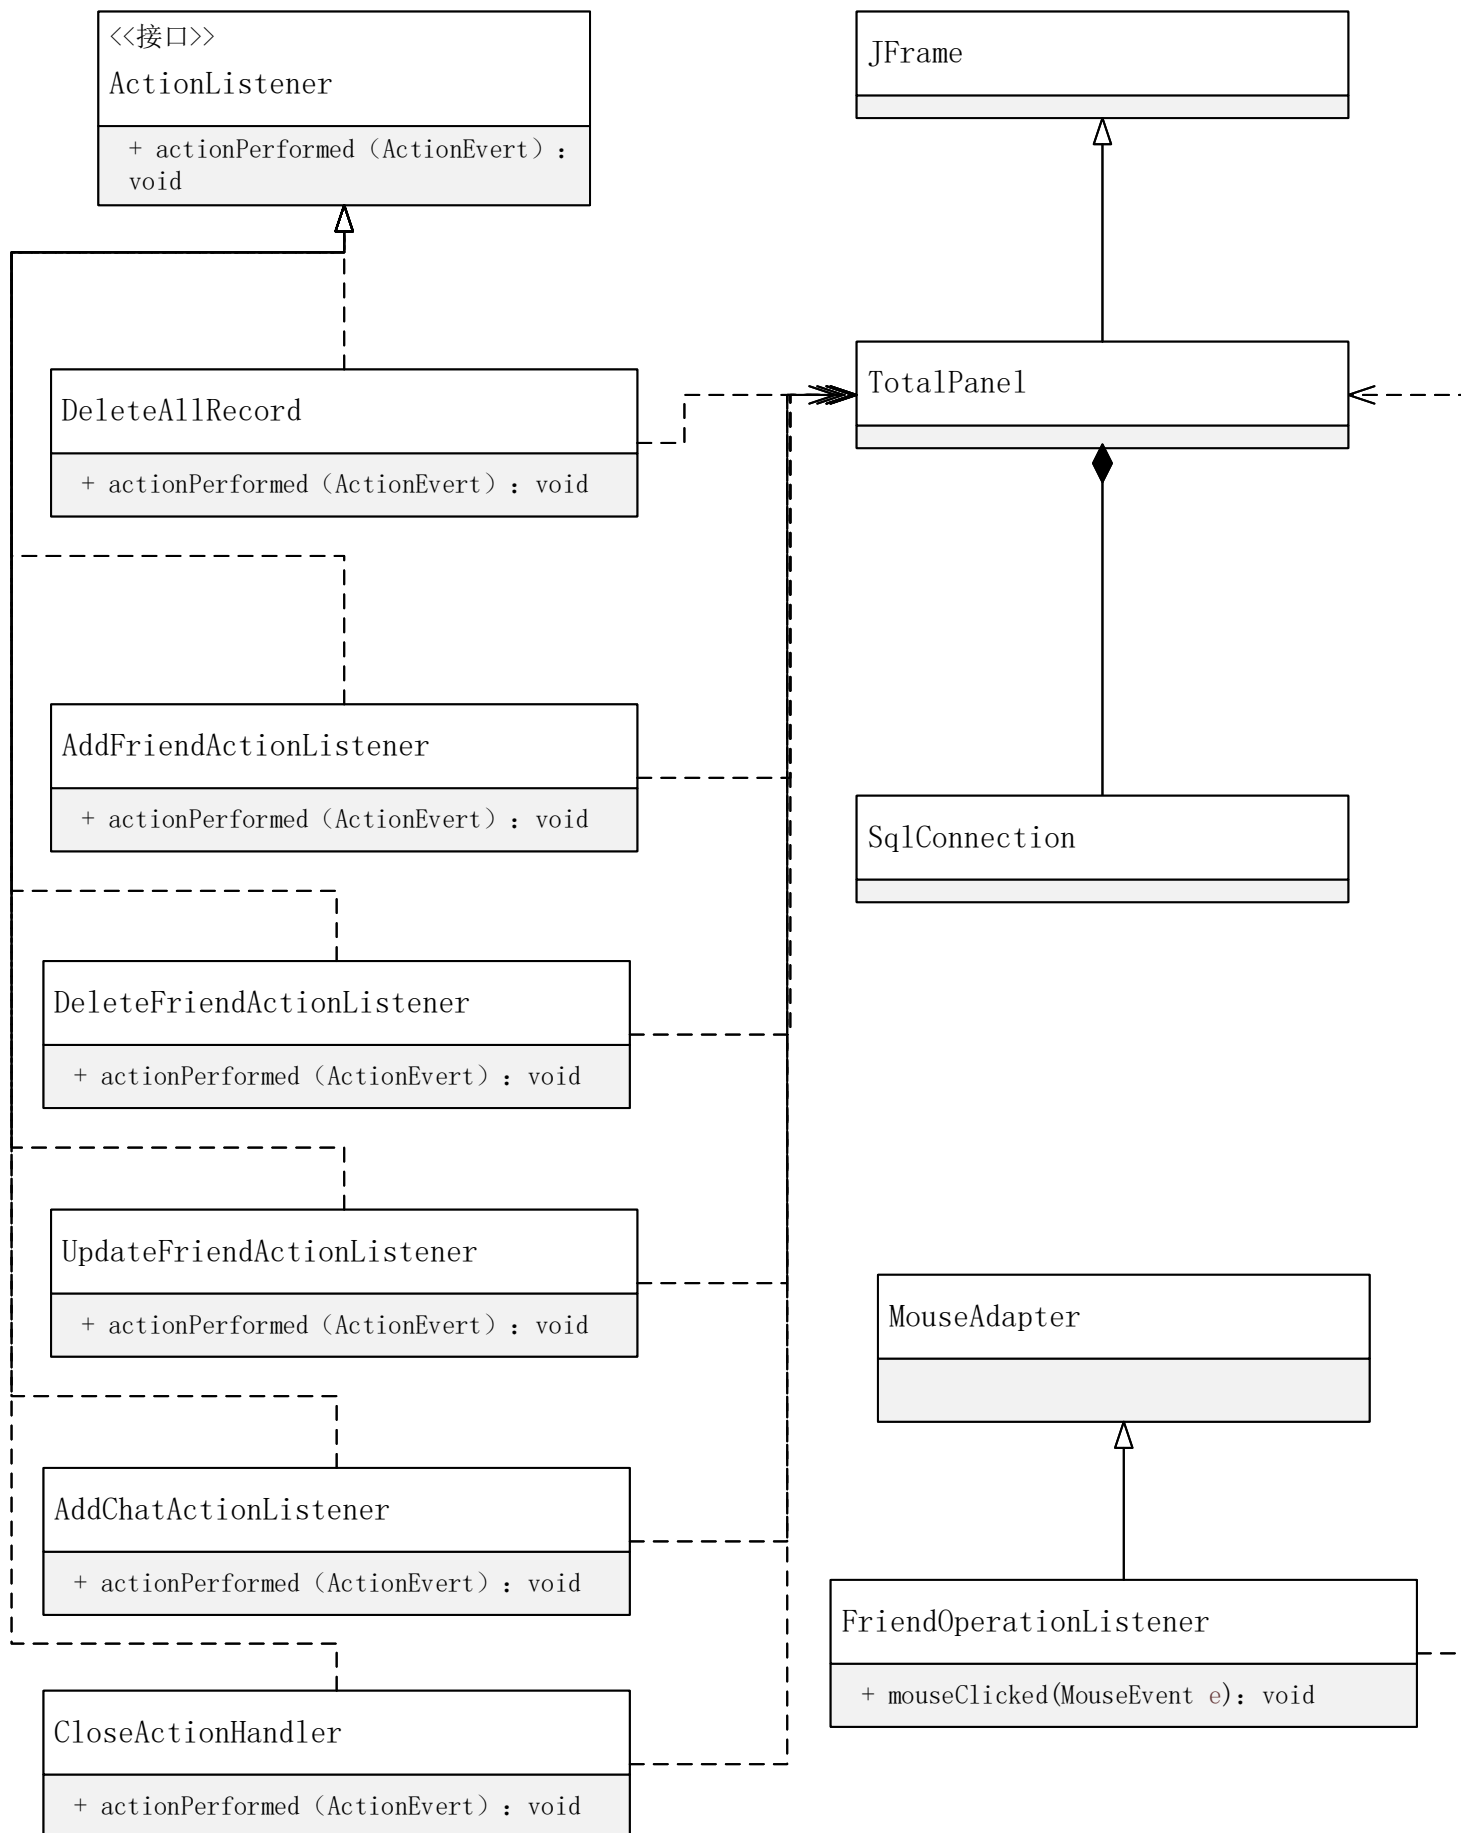 <<接口>>
ActionListener
+ actionPerformed（ActionEvert）：
void
JFrame
TotalPanel
DeleteAllRecord
+ actionPerformed（ActionEvert）：void
AddFriendActionListener
+ actionPerformed（ActionEvert）：void
SqlConnection
DeleteFriendActionListener
+ actionPerformed（ActionEvert）：void
UpdateFriendActionListener
+ actionPerformed（ActionEvert）：void
MouseAdapter
AddChatActionListener
+ actionPerformed（ActionEvert）：void
FriendOperationListener
+ mouseClicked(MouseEvent e)：void
CloseActionHandler
+ actionPerformed（ActionEvert）：void